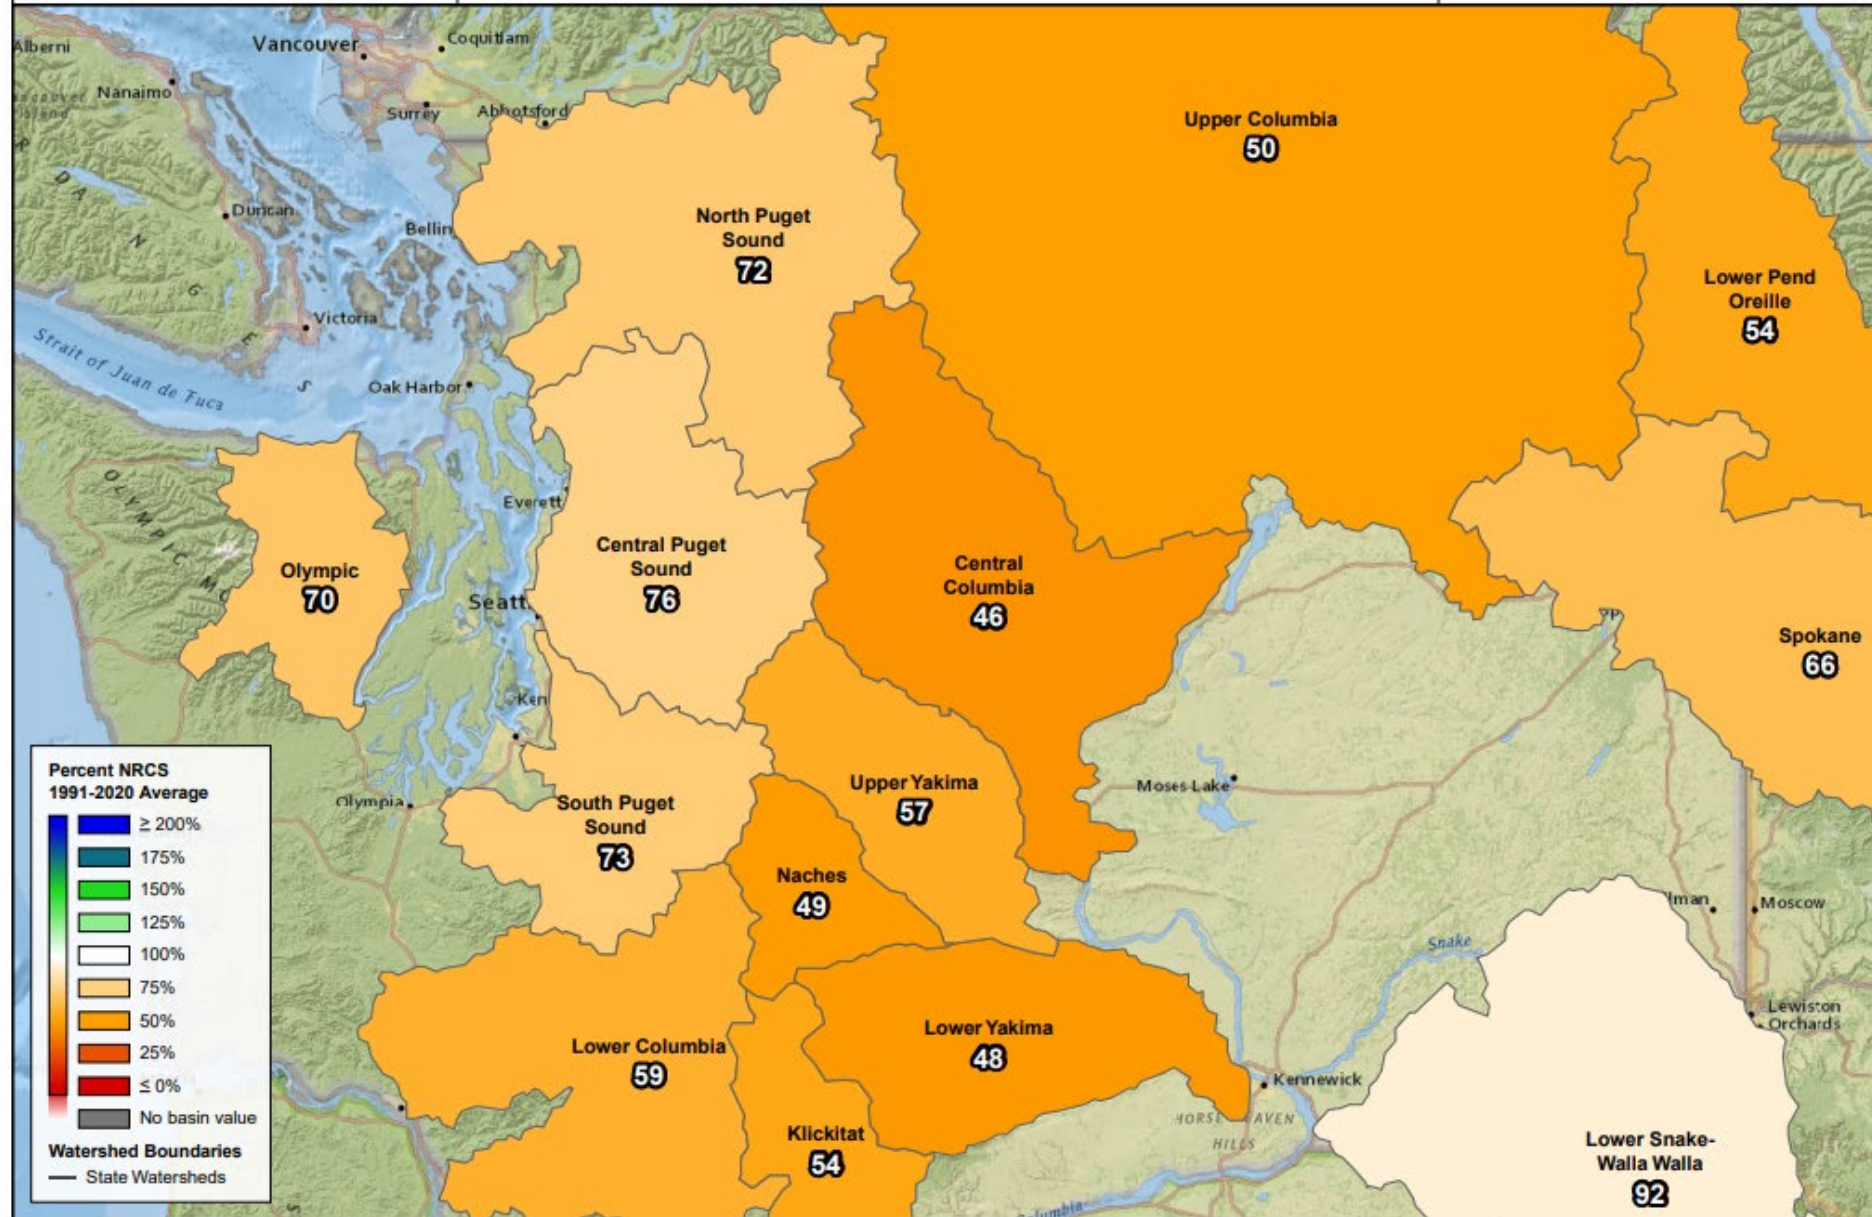 Alberni
Vancouver
Coquitlam
Nanaimo
Surrey
Abbotsford
Upper Columbia
50
Duncan
Bellin
North Puget
Sound
72
Lower Pend
Oreille
54
Victoria
Strait of Juan de Fuca
Oak Harbor
OLYMPIC
Everett
Olympic
70
Central Puget
Sound
76
Central
Columbia
46
Seatt
Spokane
66
Ken
Percent NRCS
1991-2020 Average
≥ 200%
175%
150%
125%
100%
75%
50%
25%
≤ 0%
No basin value
Watershed Boundaries
State Watersheds
Olympia
South Puget
Sound
73
Upper Yakima
57
Moses Lake
Naches
49
lman
Moscow
Snake
Lewiston
Orchards
Lower Columbia
59
Lower Yakima
48
Kennewick
HORSE AVEN
HILLS
Klickitat
54
Lower Snake-
Walla Walla
92
olumbia